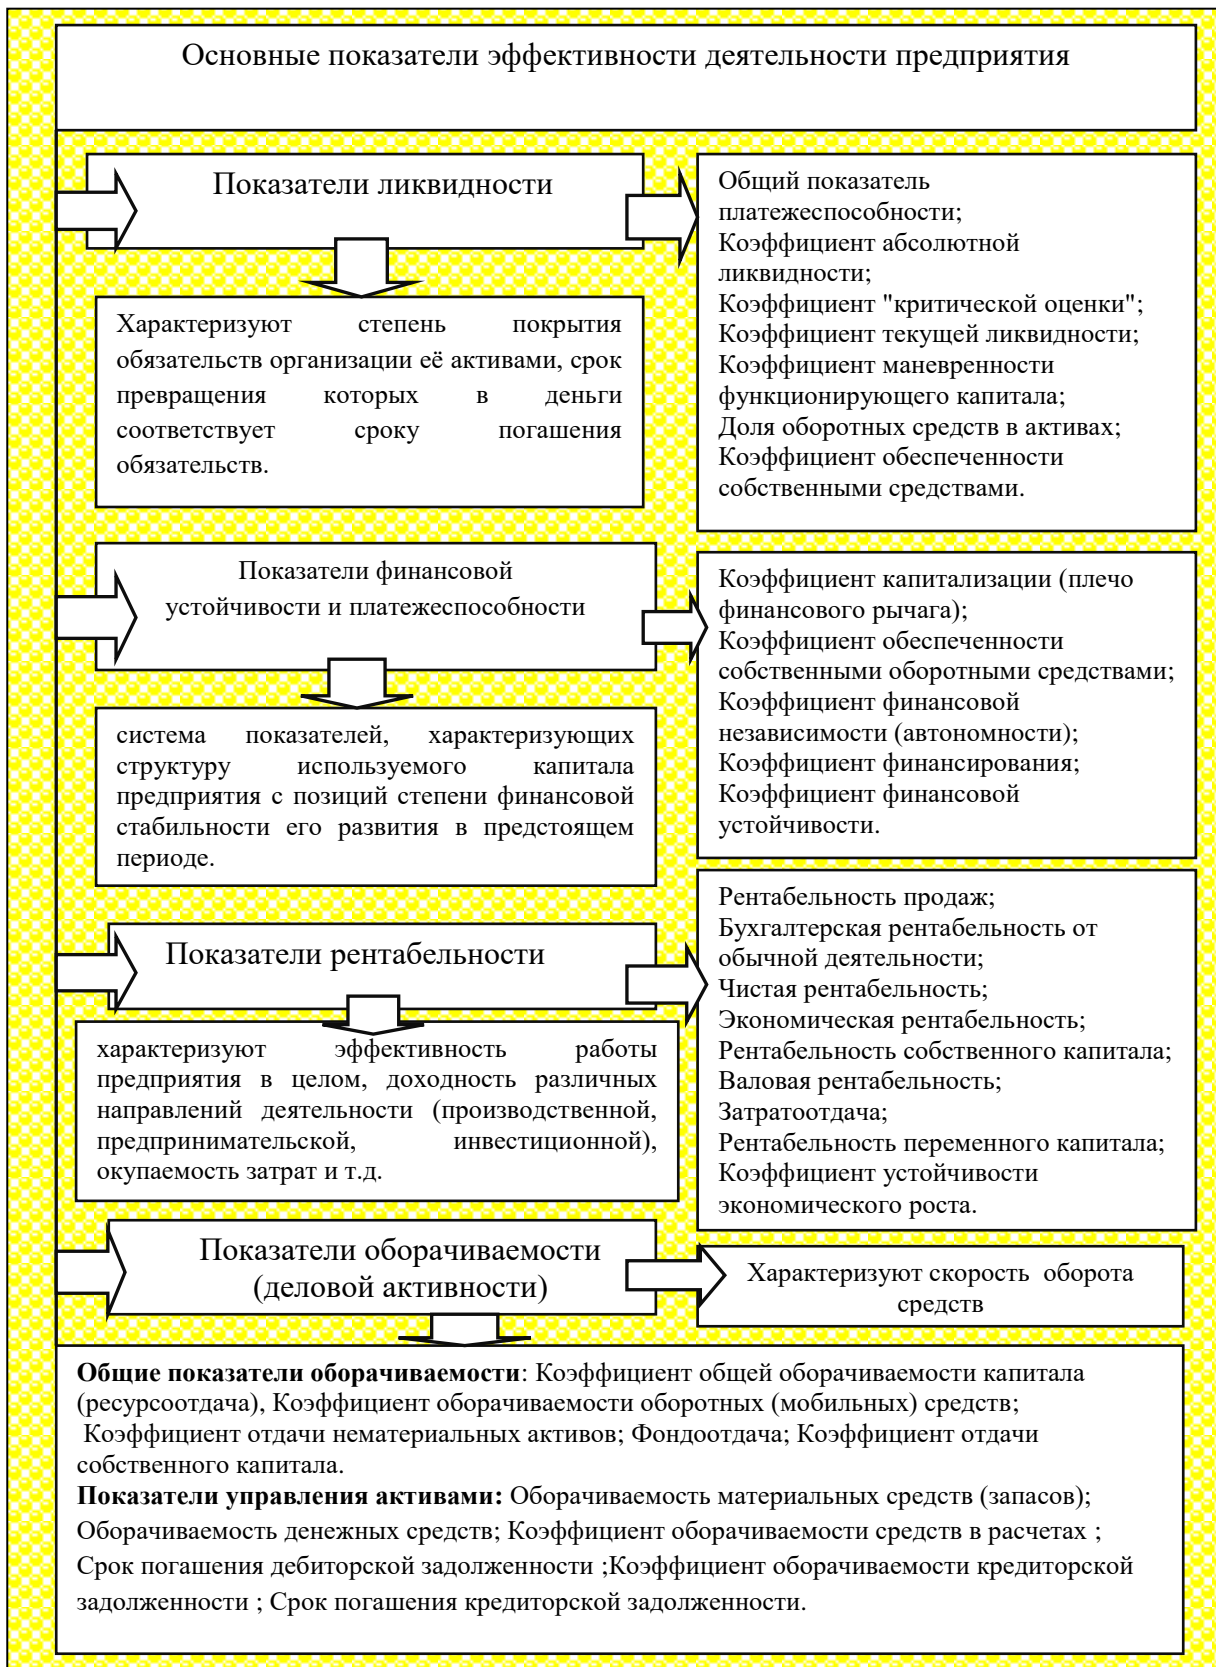 Основные показатели эффективности деятельности предприятия
Показатели ликвидности
Общий показатель
платежеспособности;
Коэффициент абсолютной
ликвидности;
Коэффициент "критической оценки";
Коэффициент текущей ликвидности;
Коэффициент маневренности
функционирующего капитала;
Доля оборотных средств в активах;
Коэффициент обеспеченности
собственными средствами.
Характеризуют степень покрытия
обязательств организации её активами, срок
превращения которых в деньги
соответствует сроку погашения
обязательств.
Показатели финансовой
устойчивости и платежеспособности
Коэффициент капитализации (плечо
финансового рычага);
Коэффициент обеспеченности
собственными оборотными средствами;
Коэффициент финансовой
независимости (автономности);
Коэффициент финансирования;
Коэффициент финансовой
устойчивости.
система показателей, характеризующих
структуру используемого капитала
предприятия с позиций степени финансовой
стабильности его развития в предстоящем
периоде.
Показатели рентабельности
Рентабельность продаж;
Бухгалтерская рентабельность от
обычной деятельности;
Чистая рентабельность;
Экономическая рентабельность;
Рентабельность собственного капитала;
Валовая рентабельность;
Затратоотдача;
Рентабельность переменного капитала;
Коэффициент устойчивости
экономического роста.
характеризуют эффективность работы
предприятия в целом, доходность различных
направлений деятельности (производственной,
предпринимательской, инвестиционной),
окупаемость затрат и т.д.
Показатели оборачиваемости
(деловой активности)
Характеризуют скорость оборота
средств
Общие показатели оборачиваемости: Коэффициент общей оборачиваемости капитала
(ресурсоотдача), Коэффициент оборачиваемости оборотных (мобильных) средств;
Коэффициент отдачи нематериальных активов; Фондоотдача; Коэффициент отдачи
собственного капитала.
Показатели управления активами: Оборачиваемость материальных средств (запасов);
Оборачиваемость денежных средств; Коэффициент оборачиваемости средств в расчетах ;
Срок погашения дебиторской задолженности ;Коэффициент оборачиваемости кредиторской
задолженности ; Срок погашения кредиторской задолженности.